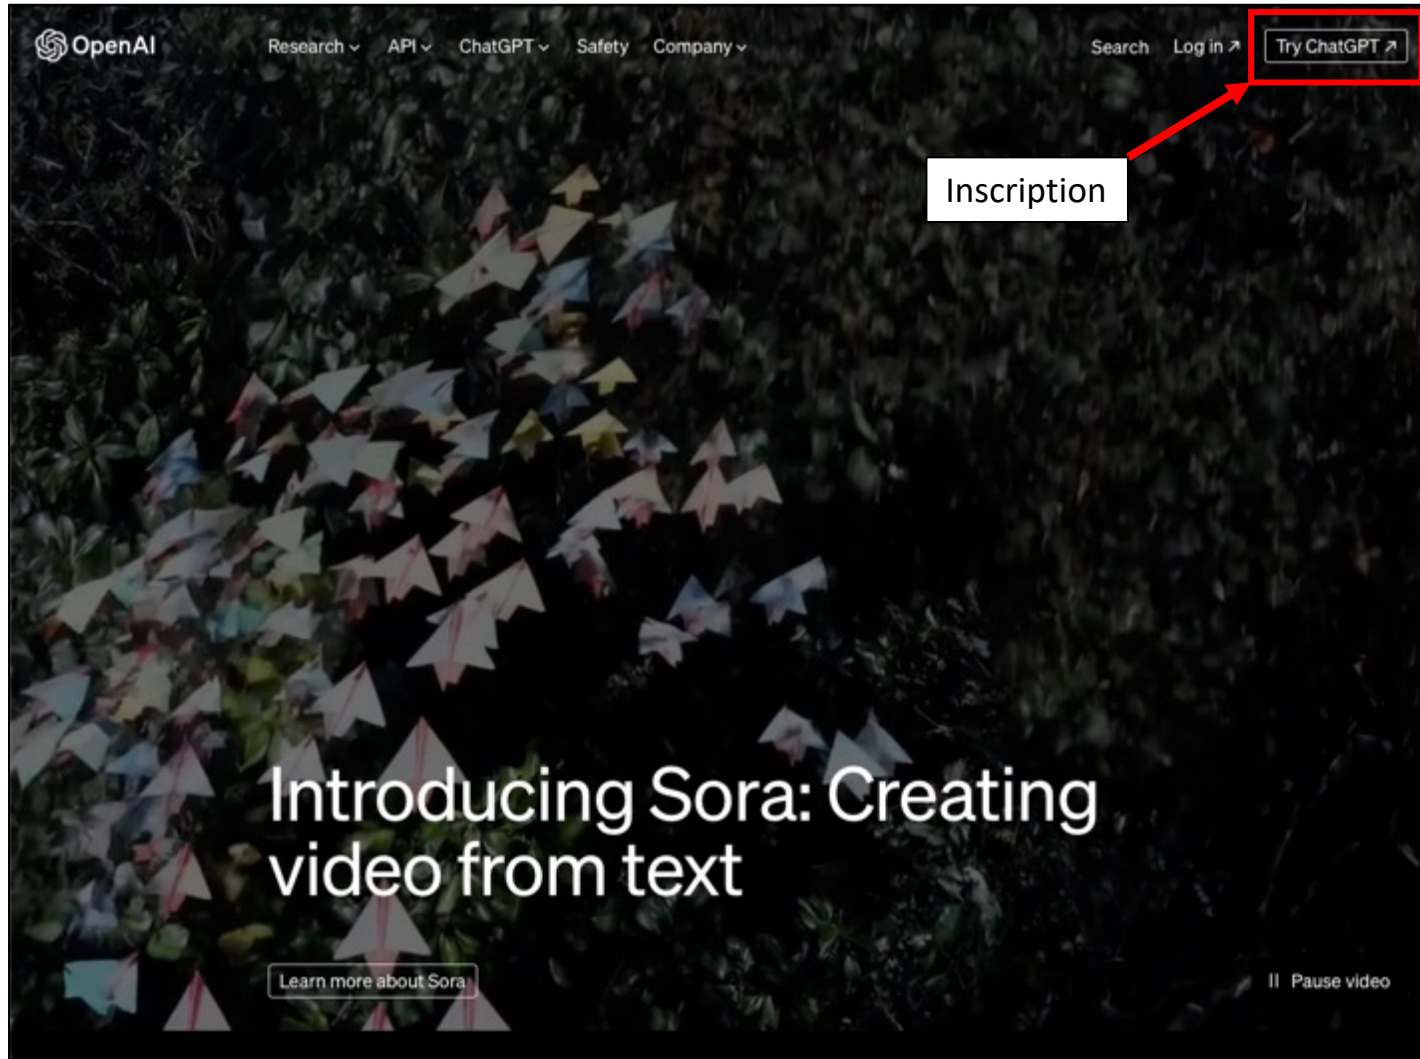 OpenAI
Research API ChatGPT Safety Company
Search Log in Try ChatGPT
Inscription
Introducing Sora: Creating
video from text
Learn more about Sora
Pause video